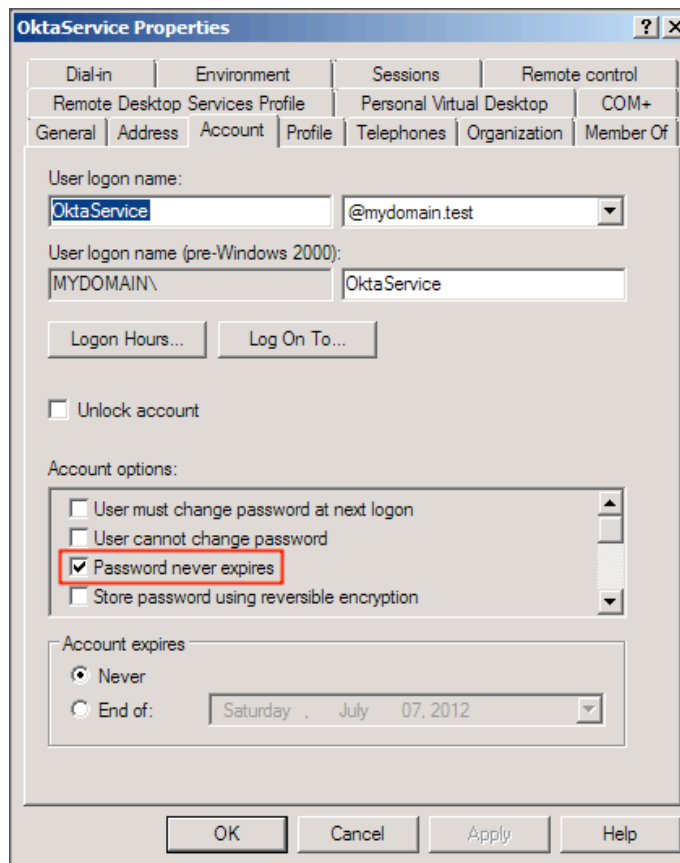 OktaService Properties
?
Dial-in Environment Sessions Remote control
Remote Desktop Services Profile Personal Virtual Desktop COM+
General Address Account Profile Telephones Organization Member Of
User logon name:
OktaService @mydomain.test
User logon name (pre-Windows 2000):
MYDOMAIN\ OktaService
Logon Hours... Log On To...
Unlock account
Account options:
User must change password at next logon
User cannot change password
Password never expires
Store password using reversible encryption
Account expires
Never
End of: Saturday , July 07, 2012
OK Cancel Apply Help